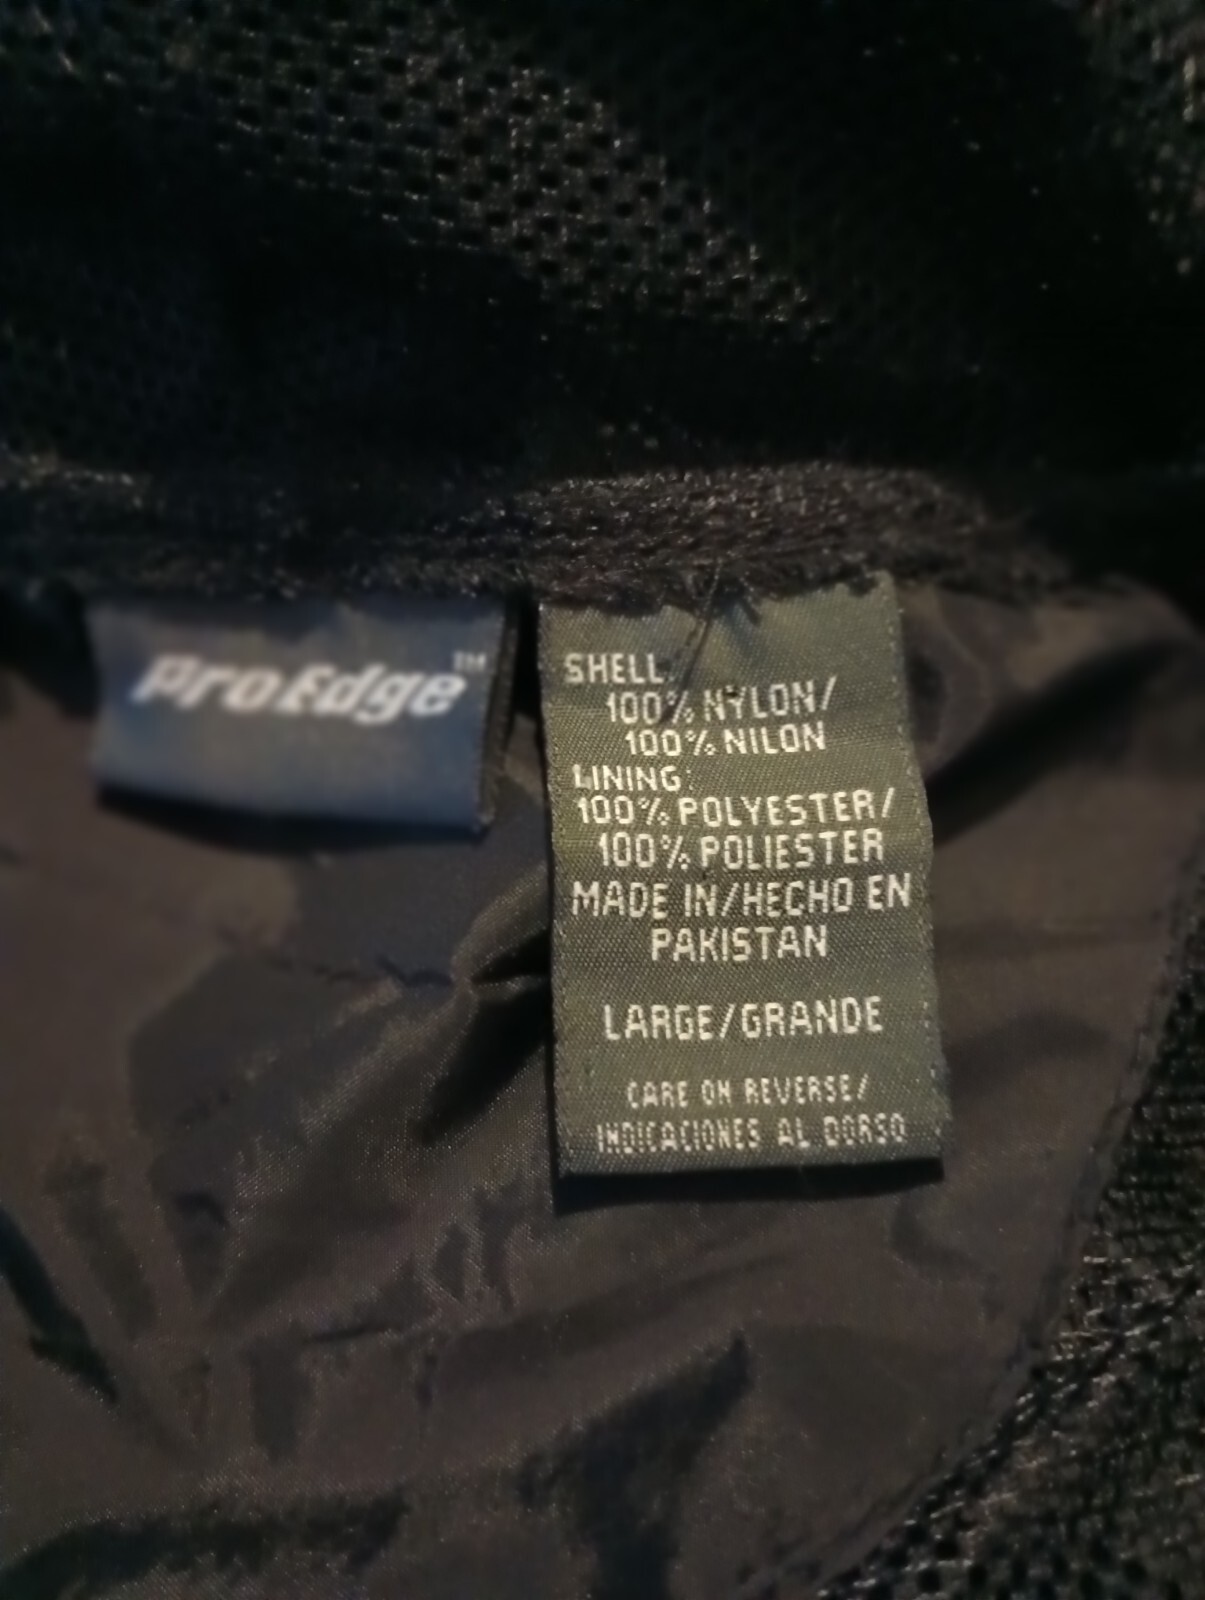 ProEdge™
SHELL:
100% NYLON/
100% NILON
LINING:
100% POLYESTER/
100% POLIESTER
MADE IN/HECHO EN
PAKISTAN
LARGE/GRANDE
CARE ON REVERSE/
INDICACIONES AL DORSO